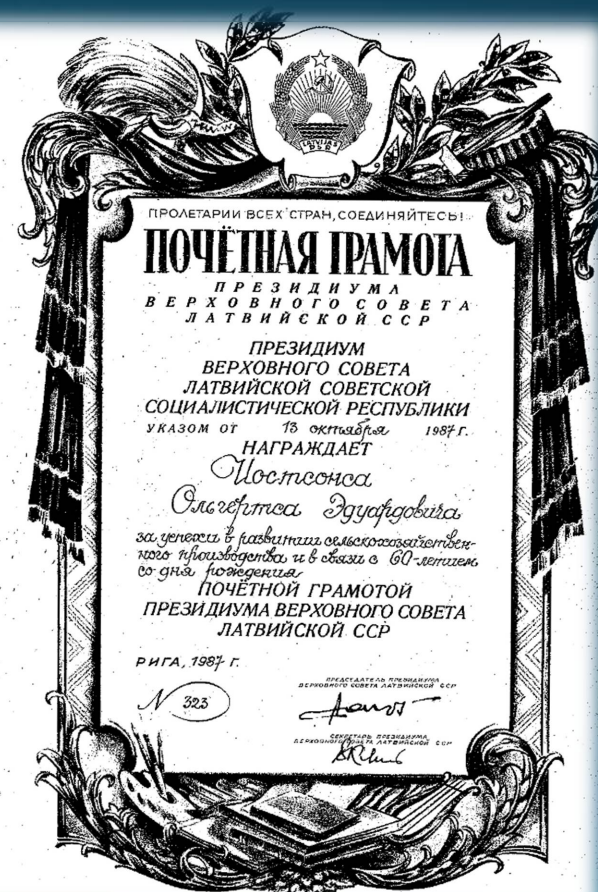 LATVIJAS
PSR
ПРОЛЕТАРИИ ВСЕХ СТРАН, СОЕДИНЯЙТЕСЬ!
ПОЧЁТНАЯ ГРАМОТА
ПРЕЗИДИУМА
ВЕРХОВНОГО СОВЕТА
ЛАТВИЙСКОЙ ССР
ПРЕЗИДИУМ
ВЕРХОВНОГО СОВЕТА
ЛАТВИЙСКОЙ СОВЕТСКОЙ
СОЦИАЛИСТИЧЕСКОЙ РЕСПУБЛИКИ
УКАЗОМ ОТ 13 октября 1987 г.
НАГРАЖДАЕТ
Иостсонса
Ольгертса Эдуардовича
за успехи в развитии сельскохозяйствен-
ного производства и в связи с 60-летием
со дня рождения
ПОЧЁТНОЙ ГРАМОТОЙ
ПРЕЗИДИУМА ВЕРХОВНОГО СОВЕТА
ЛАТВИЙСКОЙ ССР
РИГА, 1987 г.
N 323
ПРЕДСЕДАТЕЛЬ ПРЕЗИДИУМА
ВЕРХОВНОГО СОВЕТА ЛАТВИЙСКОЙ ССР
СЕКРЕТАРЬ ПРЕЗИДИУМА
ВЕРХОВНОГО СОВЕТА ЛАТВИЙСКОЙ ССР